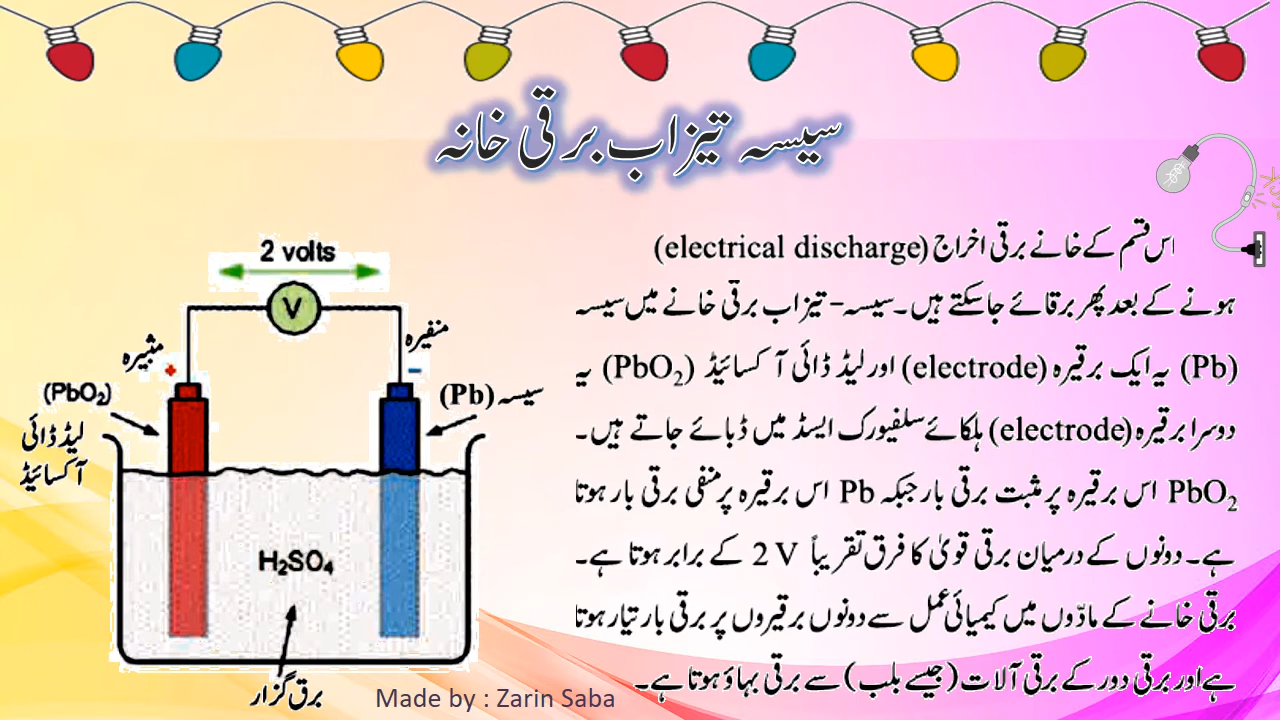 سیسہ تیزاب برقی خانہ
اس قسم کے خانے برقی اخراج (electrical discharge)
ہونے کے بعد پھر برقائے جاسکتے ہیں۔ سیسہ - تیزاب برقی خانے میں سیسہ
(Pb) یہ ایک برقیرہ (electrode) اور لیڈ ڈائی آکسائیڈ (PbO₂) یہ
دوسرا برقیرہ (electrode) ہلکائے سلفیورک ایسڈ میں ڈبائے جاتے ہیں۔
PbO₂ اس برقیرہ پر مثبت برقی بار جبکہ Pb اس برقیرہ پر منفی برقی بار ہوتا
ہے۔ دونوں کے درمیان برقی قویٰ کا فرق تقریباً 2 V کے برابر ہوتا ہے۔
برقی خانے کے مادّوں میں کیمیائی عمل سے دونوں برقیروں پر برقی بار تیار ہوتا
ہے اور برقی دور کے برقی آلات (جیسے بلب) سے برقی بہاؤ ہوتا ہے۔
2 volts
V
منفیرہ
مثبیرہ
+
−
سیسہ (Pb)
(PbO₂)
لیڈ ڈائی
آکسائیڈ
H₂SO₄
برق گزار
Made by : Zarin Saba